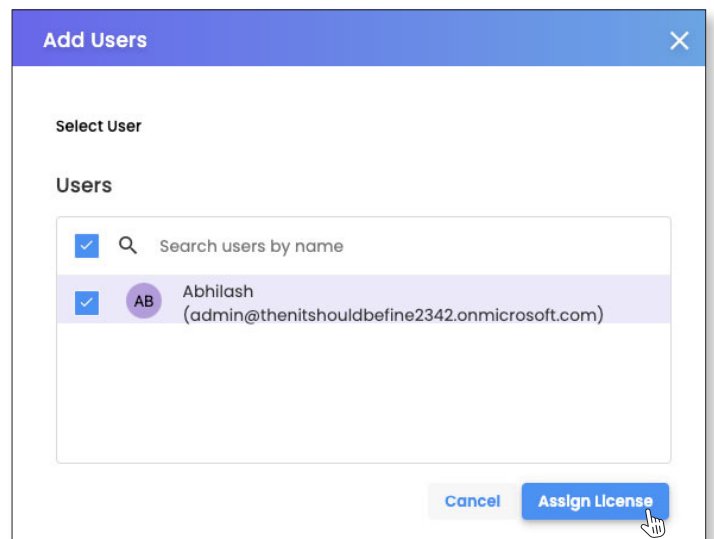 Add Users
Select User
Users
Search users by name
AB
Abhilash
(admin@thenitshouldbefine2342.onmicrosoft.com)
Cancel
Assign License